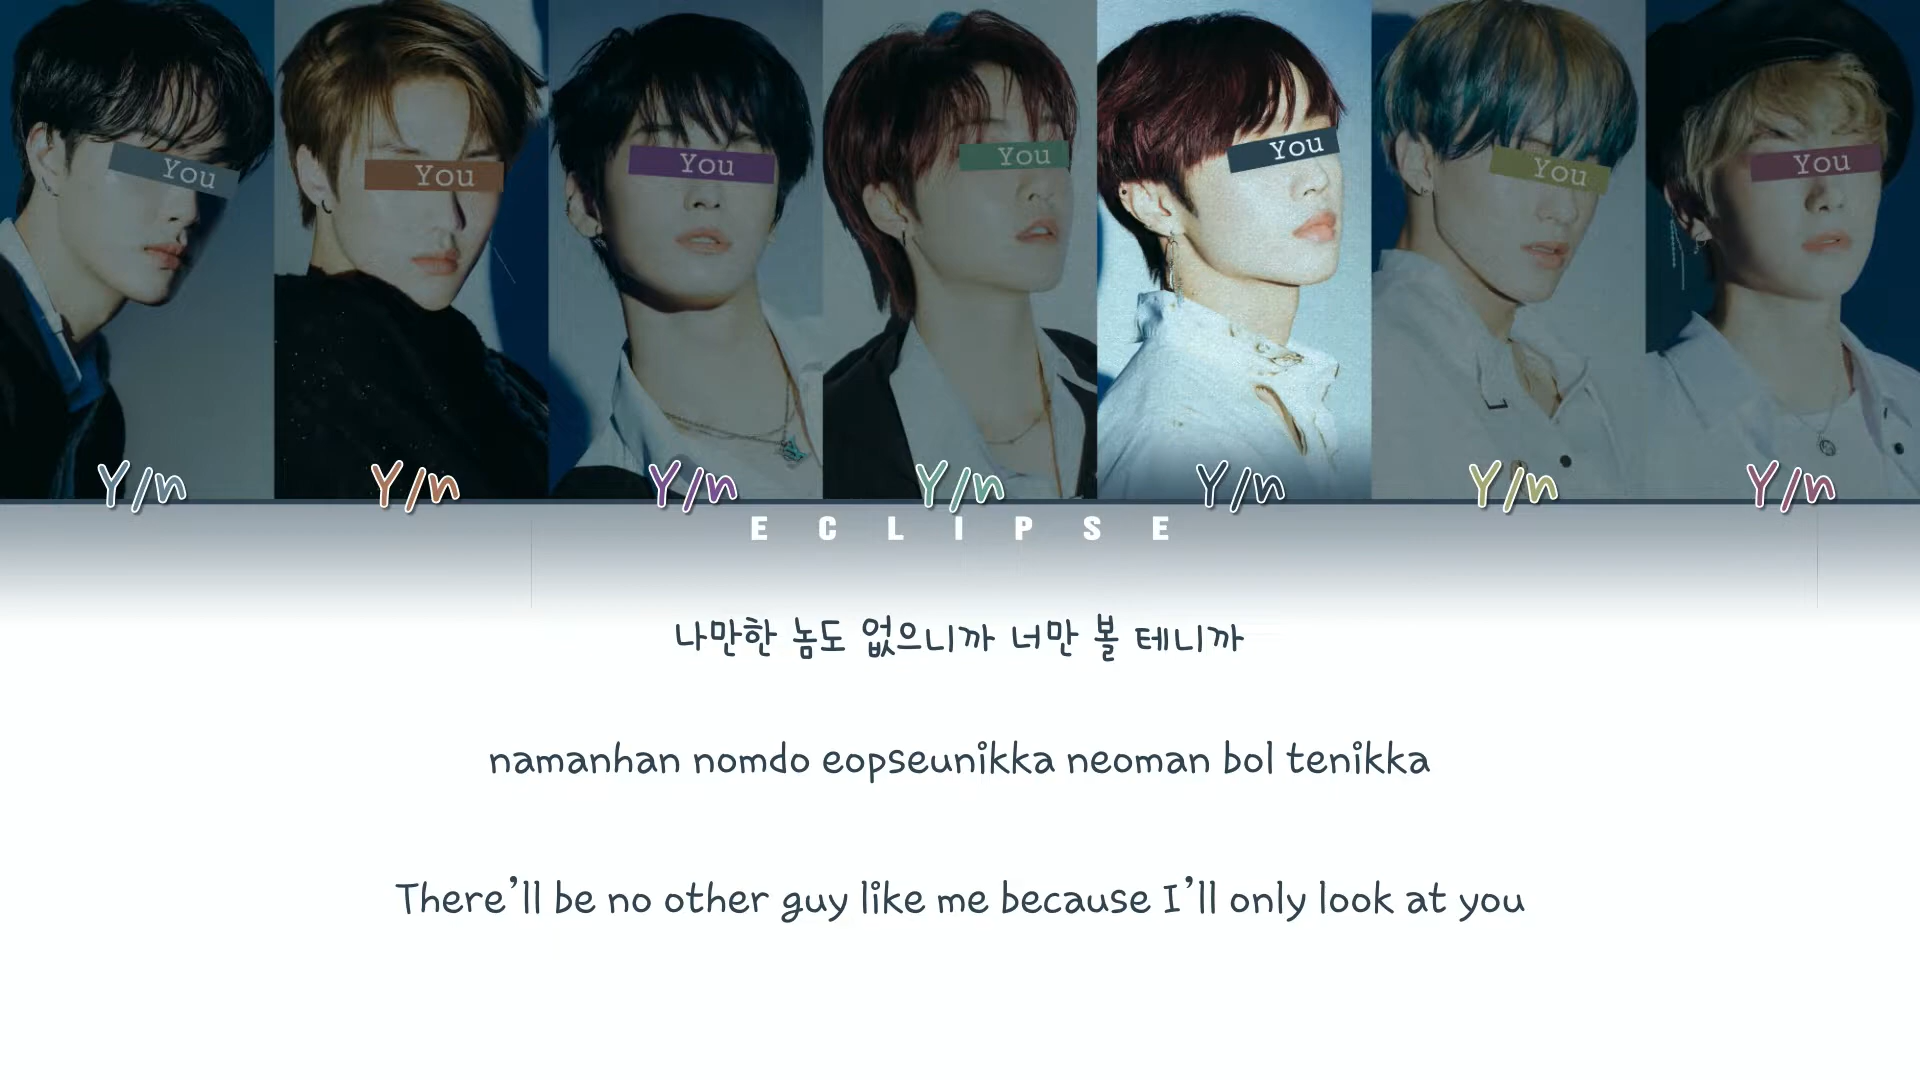 You You You You You You You
Y/n Y/n Y/n Y/n Y/n Y/n Y/n
ECLIPSE
나만한 놈도 없으니까 너만 볼 테니까
namanhan nomdo eopseunikka neoman bol tenikka
There'll be no other guy like me because I'll only look at you